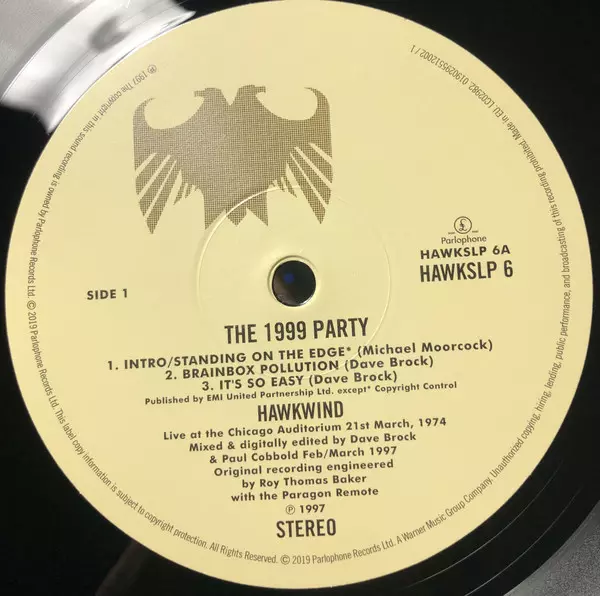 Parlophone
HAWKSLP 6A
HAWKSLP 6
SIDE 1
THE 1999 PARTY
1. INTRO/STANDING ON THE EDGE* (Michael Moorcock)
2. BRAINBOX POLLUTION (Dave Brock)
3. IT'S SO EASY (Dave Brock)
Published by EMI United Partnership Ltd. except* Copyright Control
HAWKWIND
Live at the Chicago Auditorium 21st March, 1974
Mixed & digitally edited by Dave Brock
& Paul Cobbold Feb/March 1997
Original recording engineered
by Roy Thomas Baker
with the Paragon Remote
℗ 1997
STEREO
℗ 1997 The copyright in this sound recording is owned by Parlophone Records Ltd. © 2019 Parlophone Records Ltd. This label copy information is subject to copyright protection. All Rights Reserved. © 2019 Parlophone Records Ltd. A Warner Music Group Company. Unauthorized copying, hiring, lending, public performance, and broadcasting of this recording prohibited. Made in EU. LC02982. 0190295512002 / 1